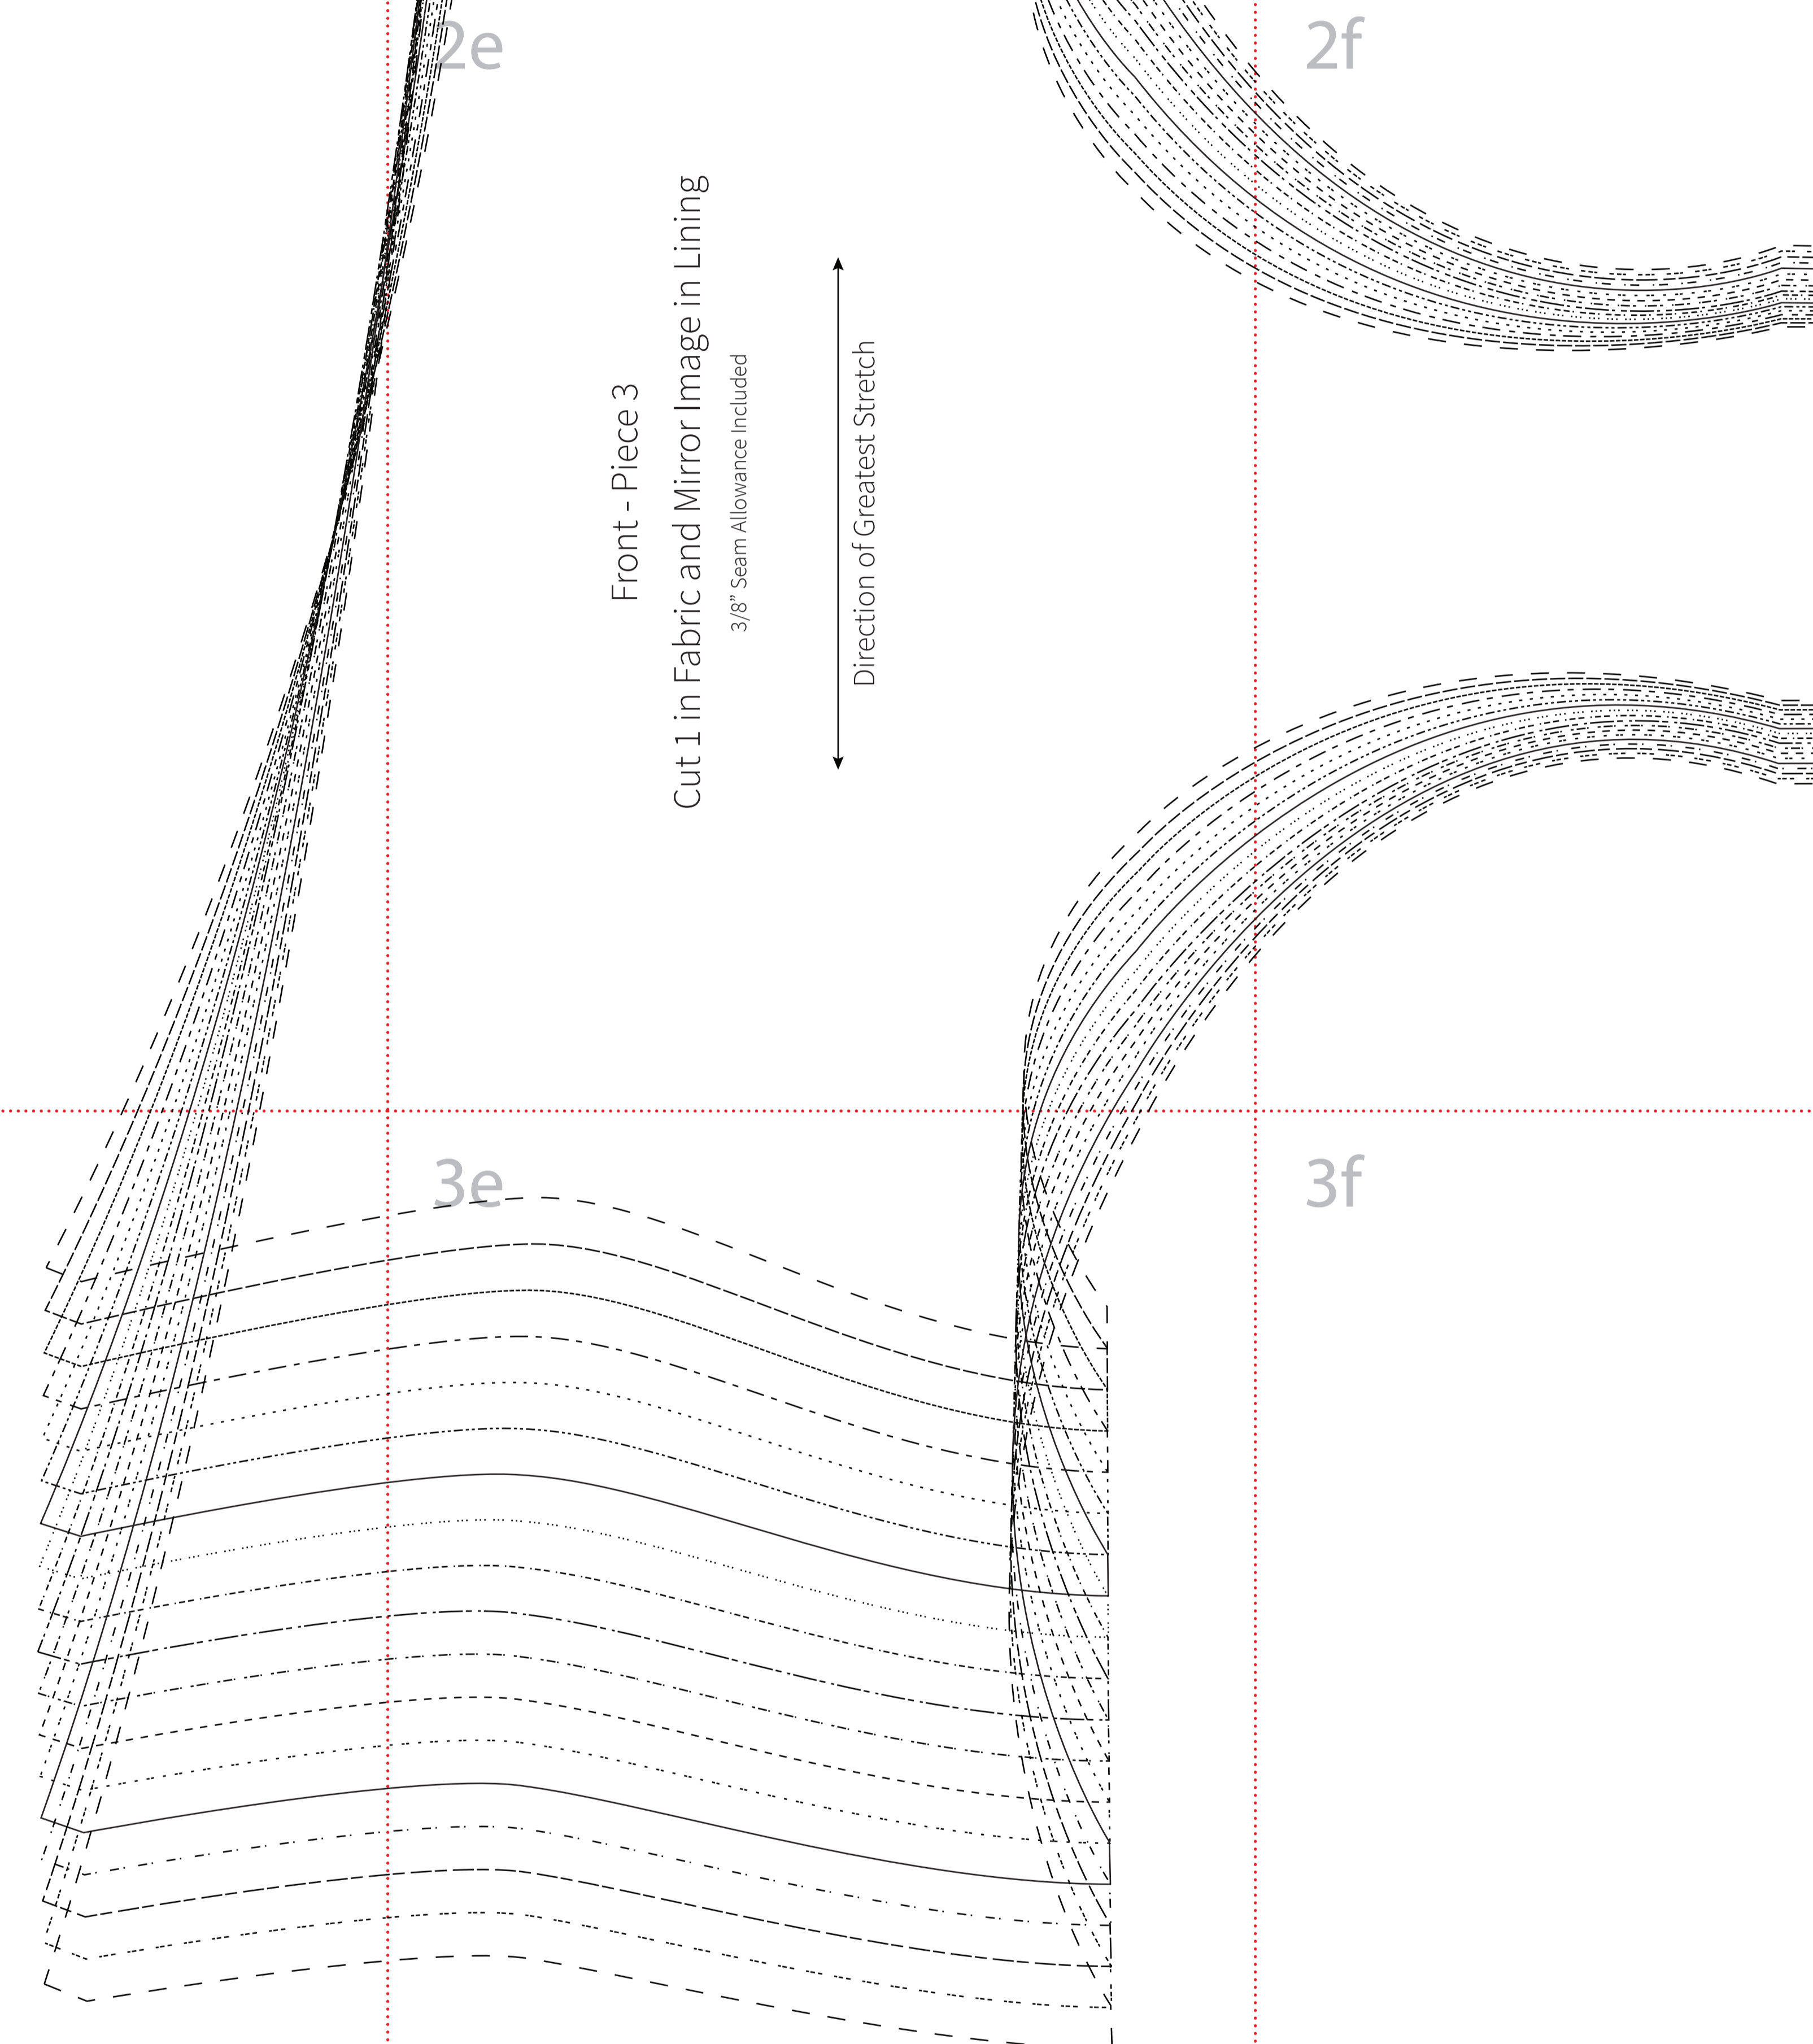 2e
2f
Front - Piece 3
Cut 1 in Fabric and Mirror Image in Lining
3/8” Seam Allowance Included
Direction of Greatest Stretch
3e
3f